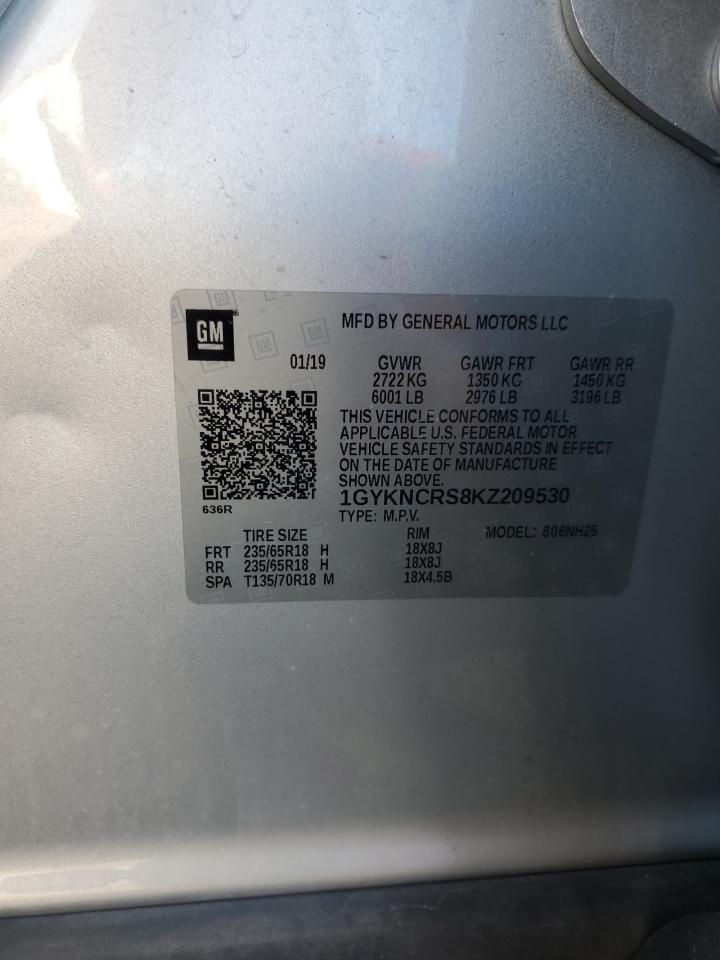 GM ®
MFD BY GENERAL MOTORS LLC
01/19 GVWR GAWR FRT GAWR RR
2722 KG 1350 KG 1450 KG
6001 LB 2976 LB 3196 LB
THIS VEHICLE CONFORMS TO ALL
APPLICABLE U.S. FEDERAL MOTOR
VEHICLE SAFETY STANDARDS IN EFFECT
ON THE DATE OF MANUFACTURE
SHOWN ABOVE.
1GYKNCRS8KZ209530
636R
TYPE: M.P.V.
TIRE SIZE RIM MODEL: 806NH26
FRT 235/65R18 H 18X8J
RR 235/65R18 H 18X8J
SPA T135/70R18 M 18X4.5B